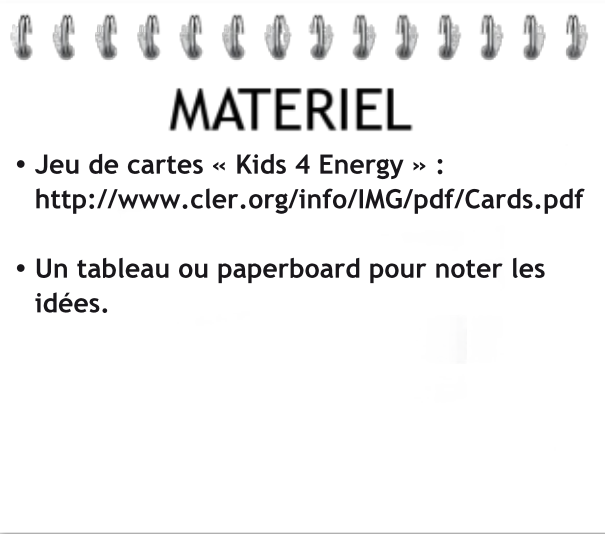 MATERIEL
• Jeu de cartes « Kids 4 Energy » :
http://www.cler.org/info/IMG/pdf/Cards.pdf
• Un tableau ou paperboard pour noter les
idées.